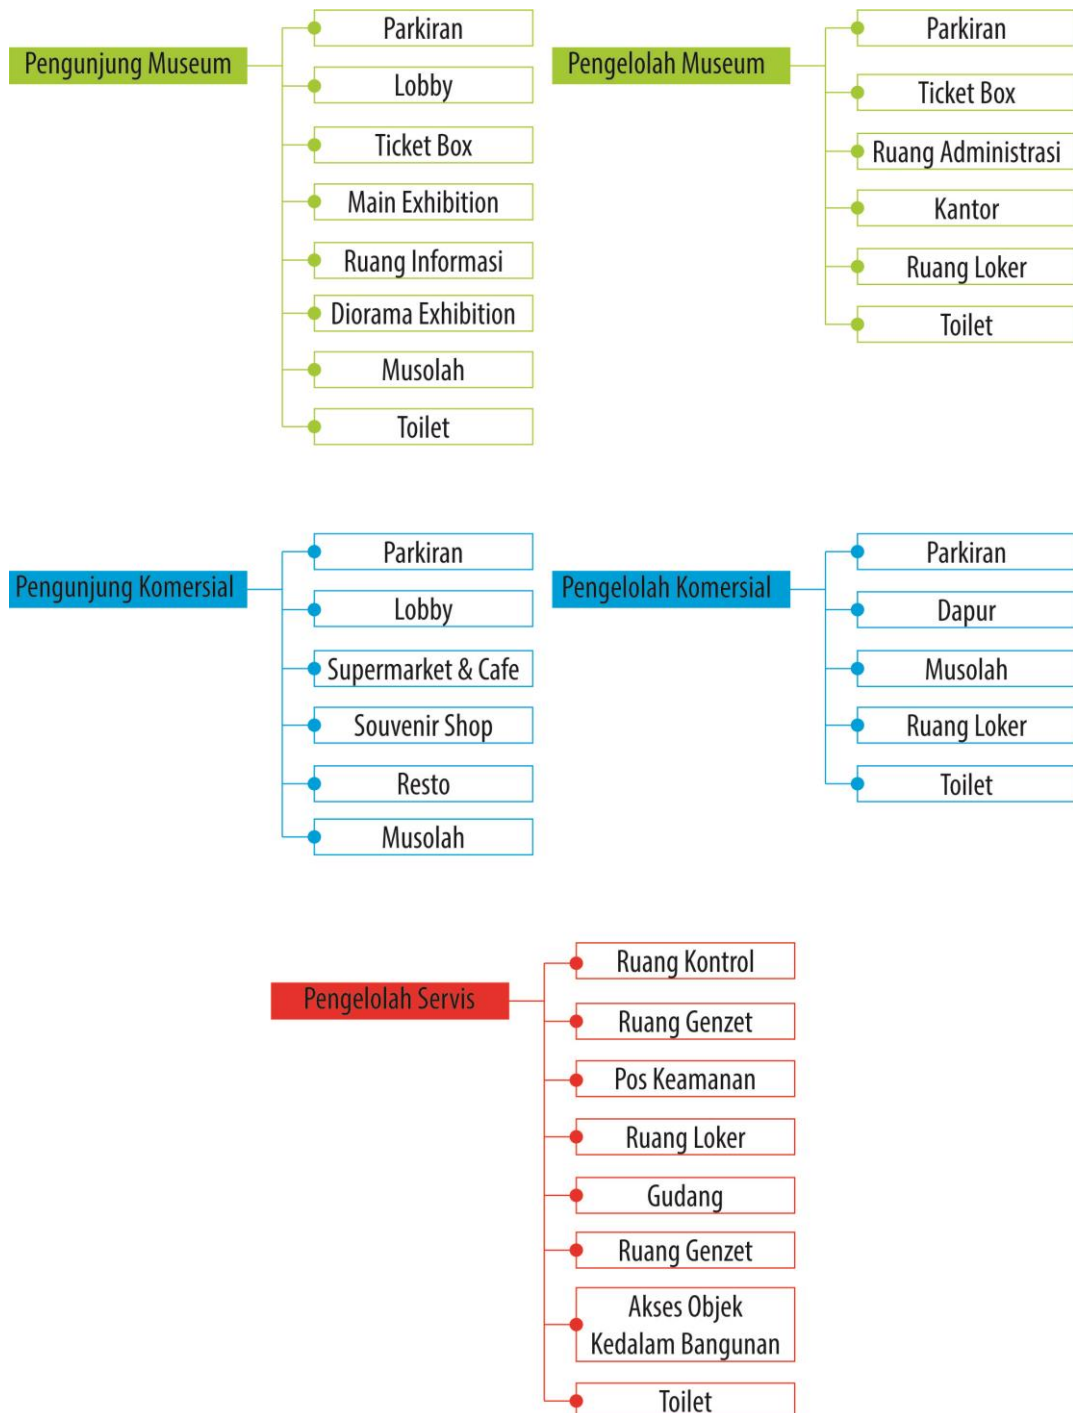 Pengunjung Museum
Parkiran
Lobby
Ticket Box
Main Exhibition
Ruang Informasi
Diorama Exhibition
Musolah
Toilet
Pengelolah Museum
Parkiran
Ticket Box
Ruang Administrasi
Kantor
Ruang Loker
Toilet
Pengunjung Komersial
Parkiran
Lobby
Supermarket & Cafe
Souvenir Shop
Resto
Musolah
Pengelolah Komersial
Parkiran
Dapur
Musolah
Ruang Loker
Toilet
Pengelolah Servis
Ruang Kontrol
Ruang Genzet
Pos Keamanan
Ruang Loker
Gudang
Ruang Genzet
Akses Objek
Kedalam Bangunan
Toilet